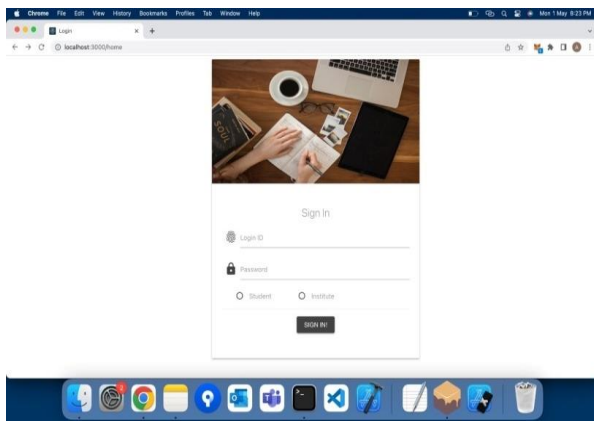 Chrome File Edit View History Bookmarks Profiles Tab Window Help Mon 1 May 8:23 PM
Login
localhost:3000/home
SOUL
Sign In
Login ID
Password
Student Institute
SIGN IN!